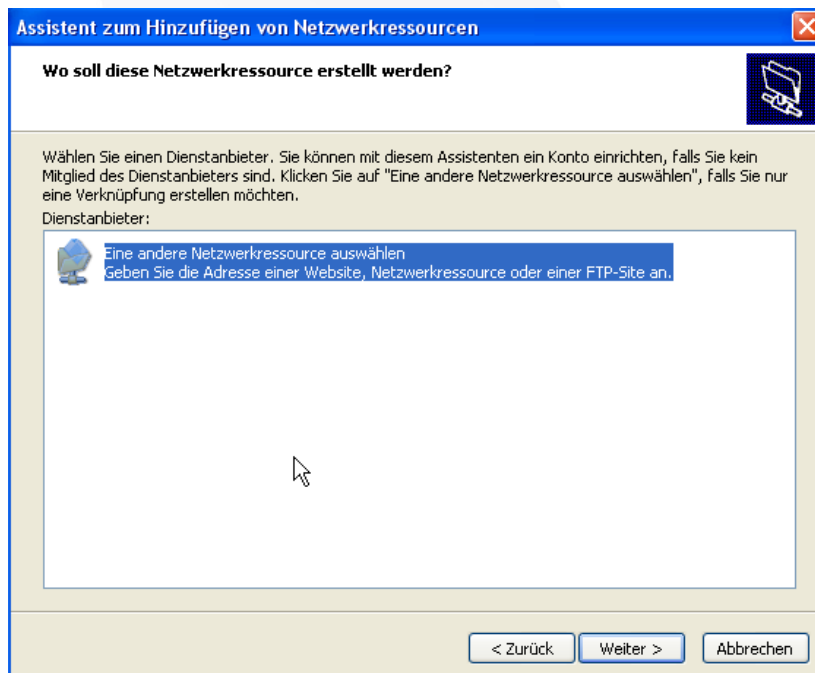 Assistent zum Hinzufügen von Netzwerkressourcen
Wo soll diese Netzwerkressource erstellt werden?
Wählen Sie einen Dienstanbieter. Sie können mit diesem Assistenten ein Konto einrichten, falls Sie kein
Mitglied des Dienstanbieters sind. Klicken Sie auf "Eine andere Netzwerkressource auswählen", falls Sie nur
eine Verknüpfung erstellen möchten.
Dienstanbieter:
Eine andere Netzwerkressource auswählen
Geben Sie die Adresse einer Website, Netzwerkressource oder einer FTP-Site an.
< Zurück Weiter > Abbrechen